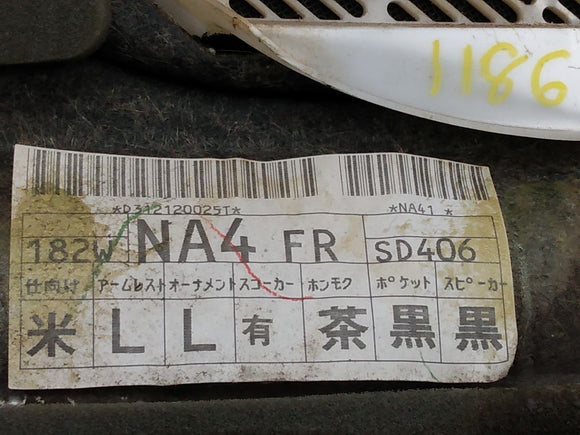 1186
*D312120025T* *NA41 *
182W NA4 FR SD406
仕向け アームレスト オーナメント スコーカー ホンモク ポケット スピーカー
米 L L 有 茶 黒 黒